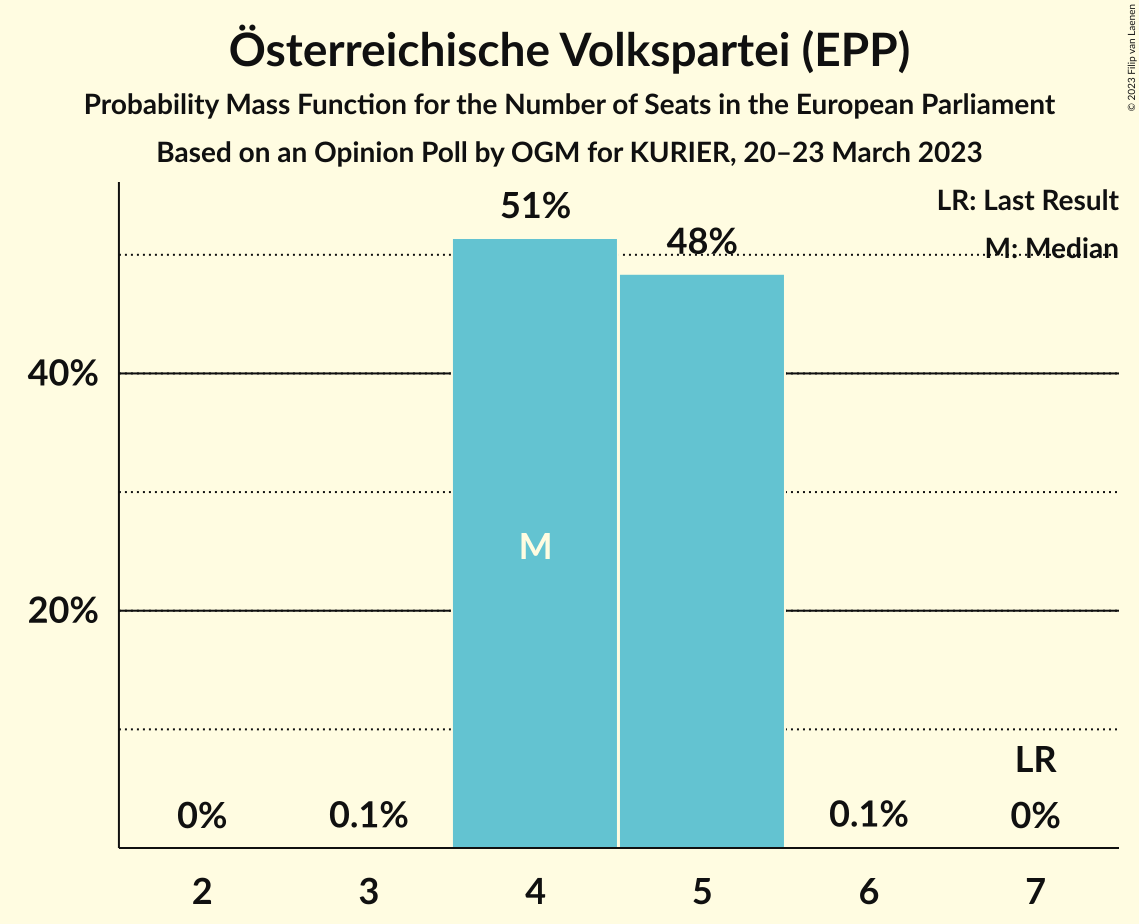 Österreichische Volkspartei (EPP)
Probability Mass Function for the Number of Seats in the European Parliament
Based on an Opinion Poll by OGM for KURIER, 20–23 March 2023
© 2023 Filip van Laenen
LR: Last Result
M: Median
51%
48%
40%
20%
M
LR
0%
0.1%
0.1%
0%
2 3 4 5 6 7